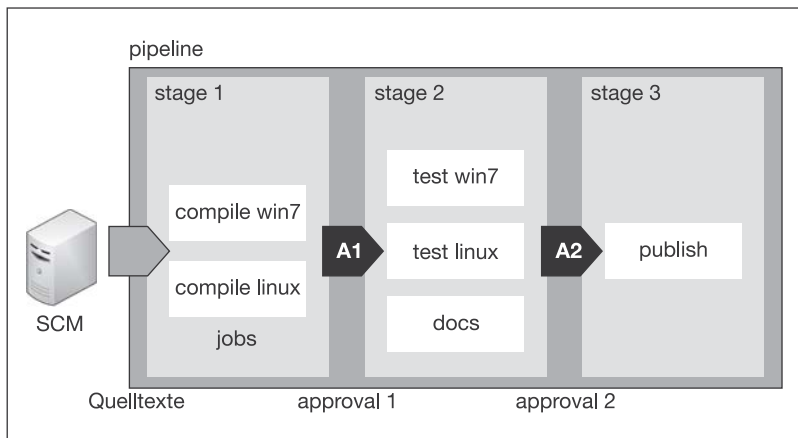 pipeline
stage 1
stage 2
stage 3
compile win7
compile linux
jobs
A1
test win7
test linux
docs
A2
publish
SCM
Quelltexte
approval 1
approval 2